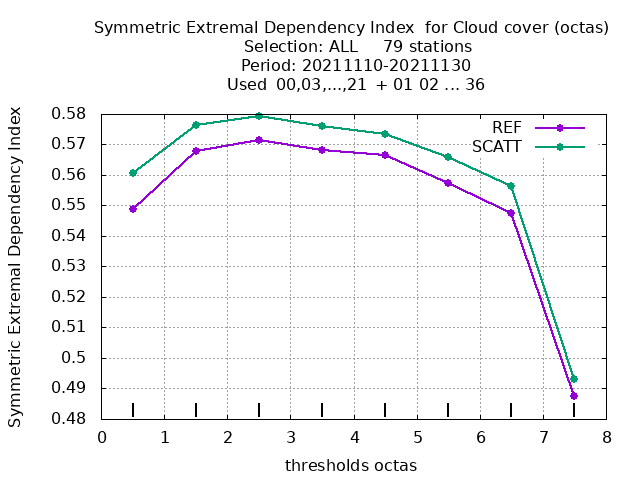 Symmetric Extremal Dependency Index  for Cloud cover (octas)
Selection: ALL     79 stations
Period: 20211110-20211130
Used  00,03,...,21  + 01 02 ... 36
Symmetric Extremal Dependency Index
0.58
0.57
0.56
0.55
0.54
0.53
0.52
0.51
0.5
0.49
0.48
REF
SCATT
0 1 2 3 4 5 6 7 8
thresholds octas